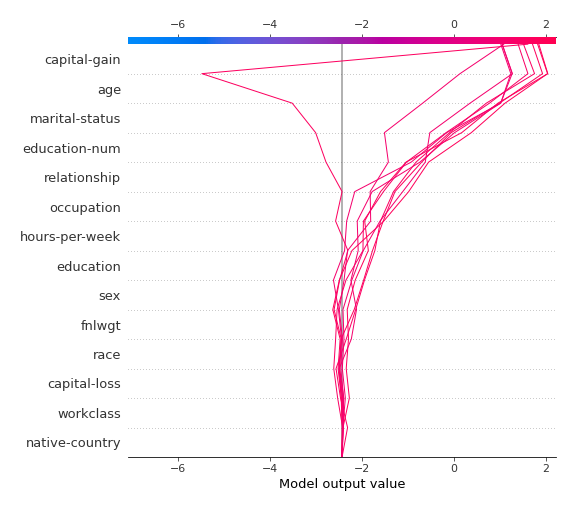 −6 −4 −2 0 2
capital-gain
age
marital-status
education-num
relationship
occupation
hours-per-week
education
sex
fnlwgt
race
capital-loss
workclass
native-country
−6 −4 −2 0 2
Model output value